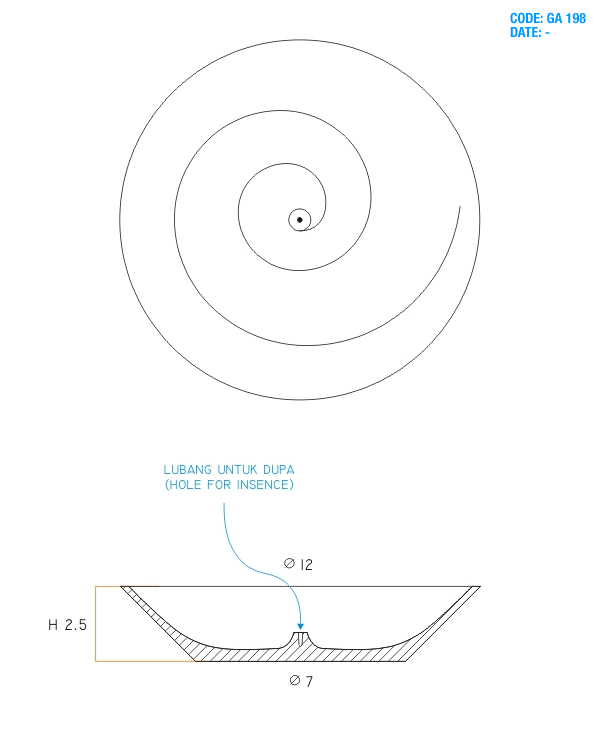 CODE: GA 198
DATE: -
LUBANG UNTUK DUPA
(HOLE FOR INSENCE)
Ø 12
H 2.5
Ø 7